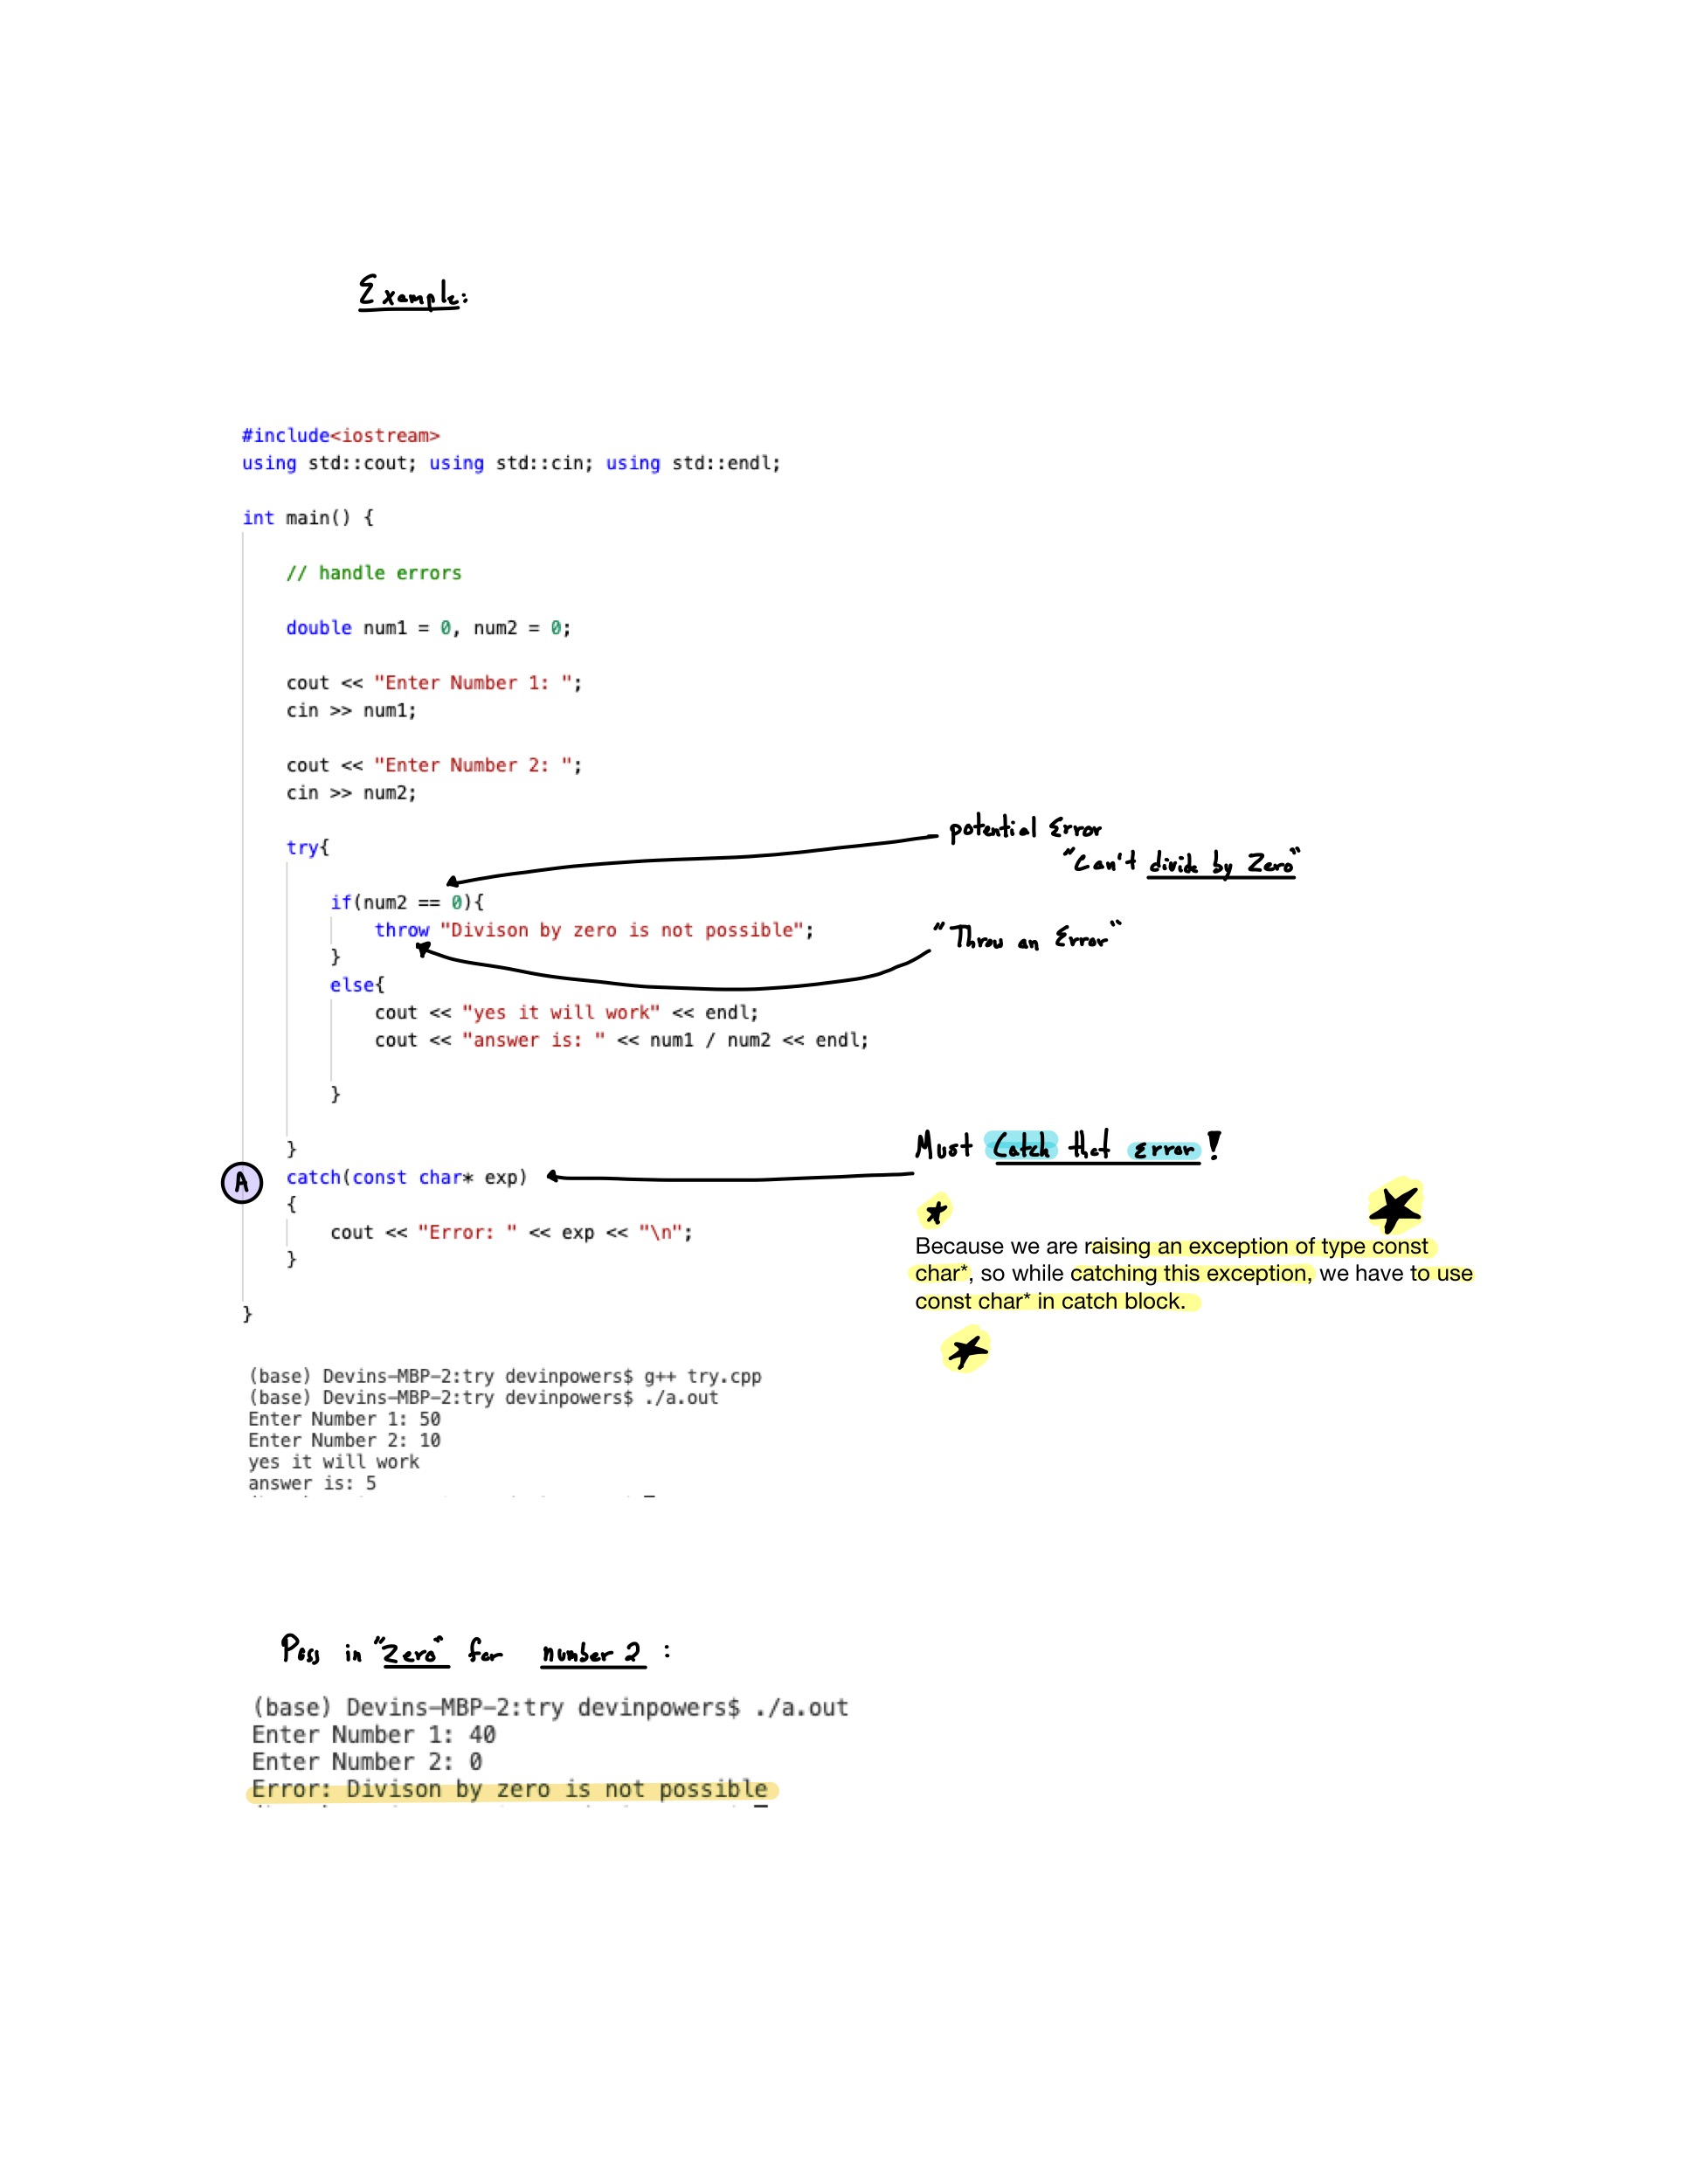 Example:
#include<iostream>
using std::cout; using std::cin; using std::endl;
int main() {
// handle errors
double num1 = 0, num2 = 0;
cout << "Enter Number 1: ";
cin >> num1;
cout << "Enter Number 2: ";
cin >> num2;
try{
potential Error
"Can't divide by Zero"
if(num2 == 0){
throw "Divison by zero is not possible";
"Throw an Error"
}
else{
cout << "yes it will work" << endl;
cout << "answer is: " << num1 / num2 << endl;
}
}
Must Catch that Error!
A catch(const char* exp)
{
cout << "Error: " << exp << "\n";
}
}
Because we are raising an exception of type const
char*, so while catching this exception, we have to use
const char* in catch block.
(base) Devins-MBP-2:try devinpowers$ g++ try.cpp
(base) Devins-MBP-2:try devinpowers$ ./a.out
Enter Number 1: 50
Enter Number 2: 10
yes it will work
answer is: 5
Pass in "Zero" for number 2 :
(base) Devins-MBP-2:try devinpowers$ ./a.out
Enter Number 1: 40
Enter Number 2: 0
Error: Divison by zero is not possible